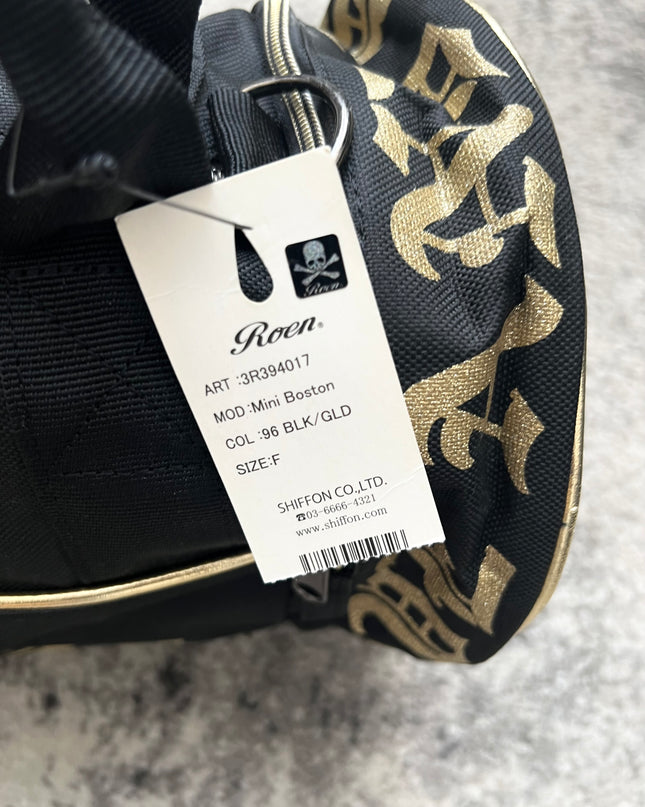 Roen
Roen®
ART :3R394017
MOD:Mini Boston
COL :96 BLK/GLD
SIZE:F
SHIFFON CO.,LTD.
☎03-6666-4321
www.shiffon.com